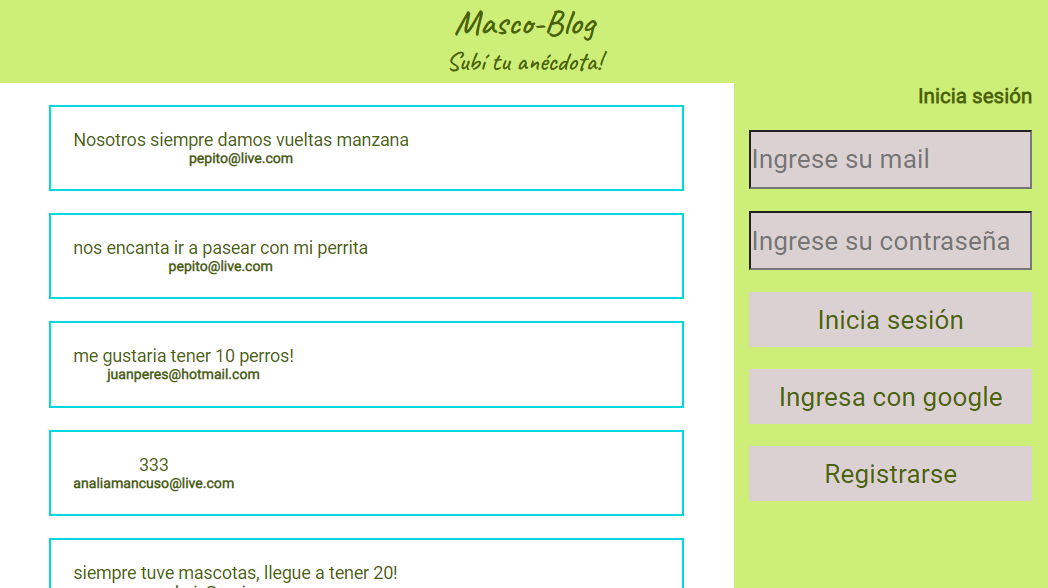 Masco-Blog
Subí tu anécdota!
Nosotros siempre damos vueltas manzana
pepito@live.com
nos encanta ir a pasear con mi perrita
pepito@live.com
me gustaria tener 10 perros!
juanperes@hotmail.com
333
analiamancuso@live.com
siempre tuve mascotas, llegue a tener 20!
Inicia sesión
Ingrese su mail
Ingrese su contraseña
Inicia sesión
Ingresa con google
Registrarse